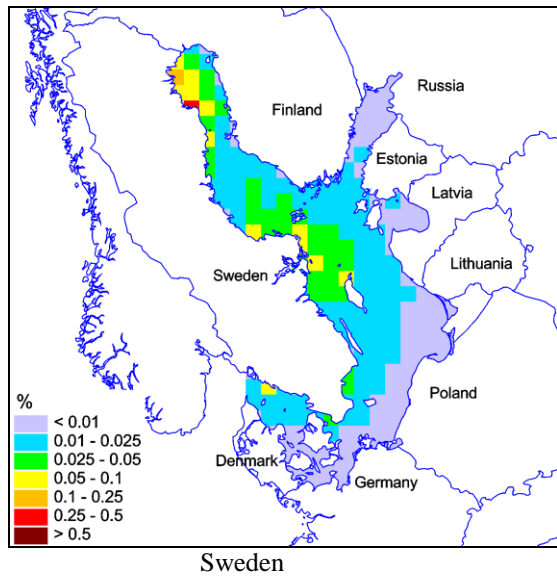 Russia
Finland
Estonia
Latvia
Lithuania
Sweden
Poland
Denmark
Germany
%
< 0.01
0.01 - 0.025
0.025 - 0.05
0.05 - 0.1
0.1 - 0.25
0.25 - 0.5
> 0.5
Sweden